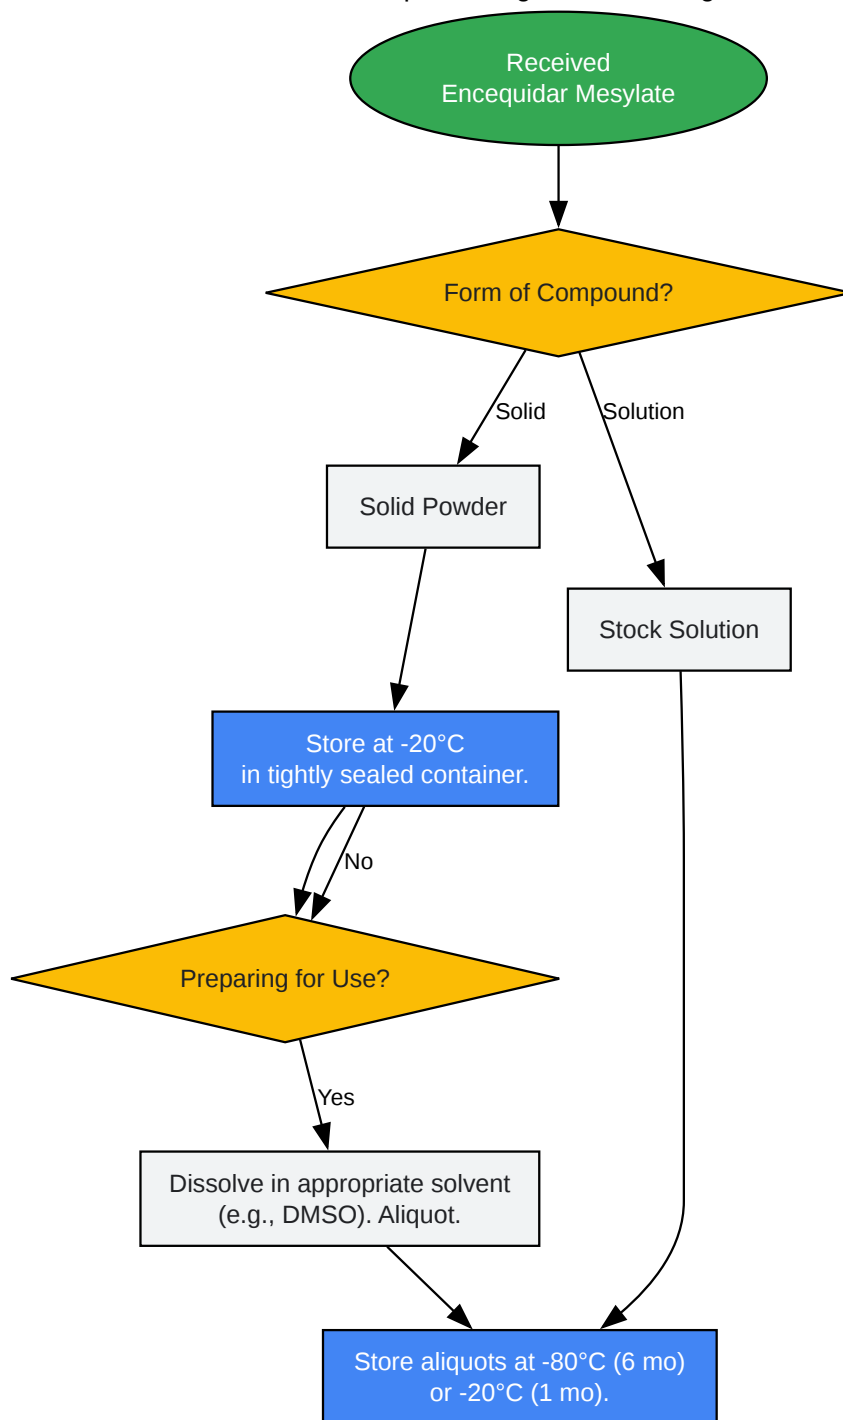 Received
Encequidar Mesylate
Form of Compound?
Solid
Solution
Solid Powder
Stock Solution
Store at -20°C
in tightly sealed container.
No
Preparing for Use?
Yes
Dissolve in appropriate solvent
(e.g., DMSO). Aliquot.
Store aliquots at -80°C (6 mo)
or -20°C (1 mo).